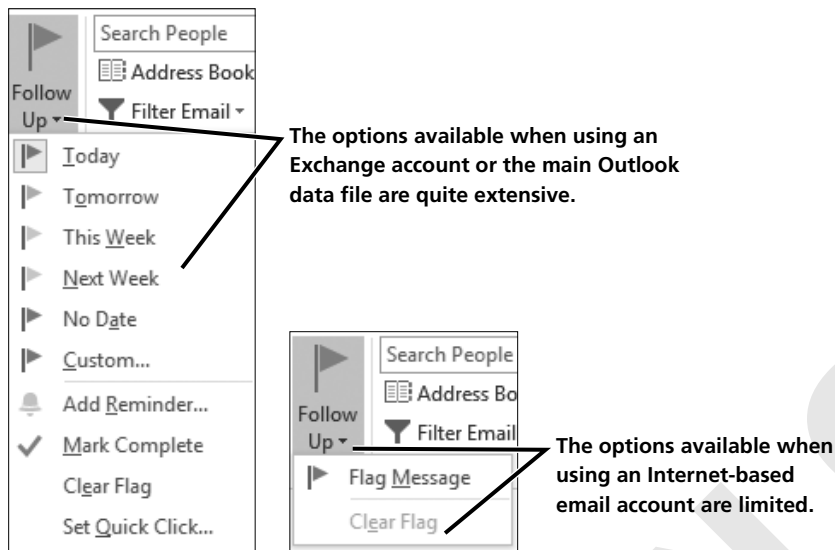 Search People
Address Book
Follow
Up
Filter Email
Today
Tomorrow
This Week
Next Week
No Date
Custom...
Add Reminder...
Mark Complete
Clear Flag
Set Quick Click...
The options available when using an
Exchange account or the main Outlook
data file are quite extensive.
Search People
Address Bo
Follow
Up
Filter Email
Flag Message
Clear Flag
The options available when
using an Internet-based
email account are limited.